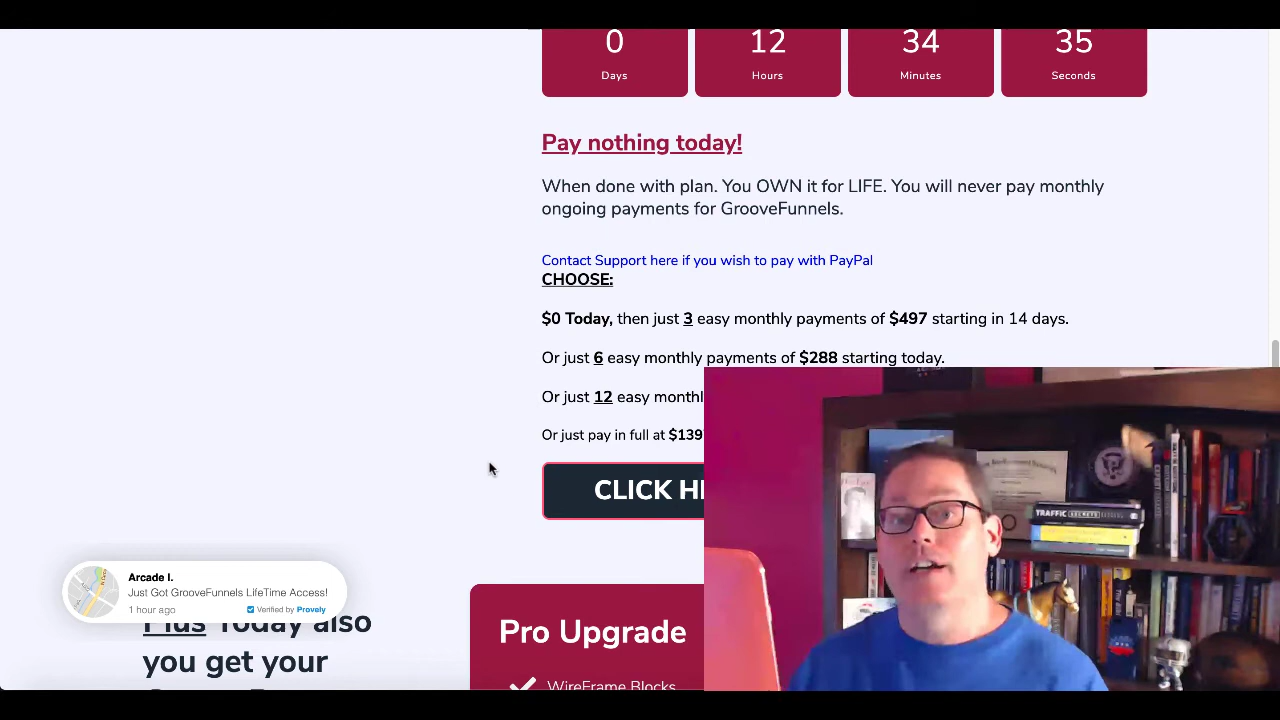 0
12
34
35
Days
Hours
Minutes
Seconds
Pay nothing today!
When done with plan. You OWN it for LIFE. You will never pay monthly
ongoing payments for GrooveFunnels.
Contact Support here if you wish to pay with PayPal
CHOOSE:
$0 Today, then just 3 easy monthly payments of $497 starting in 14 days.
Or just 6 easy monthly payments of $288 starting today.
Or just 12 easy monthl
Or just pay in full at $139
CLICK H
Arcade I.
Just Got GrooveFunnels LifeTime Access!
1 hour ago
Verified by Provely
Plus Today also
you get your
Pro Upgrade
WireFrame Blocks
TRAFFIC SECRETS